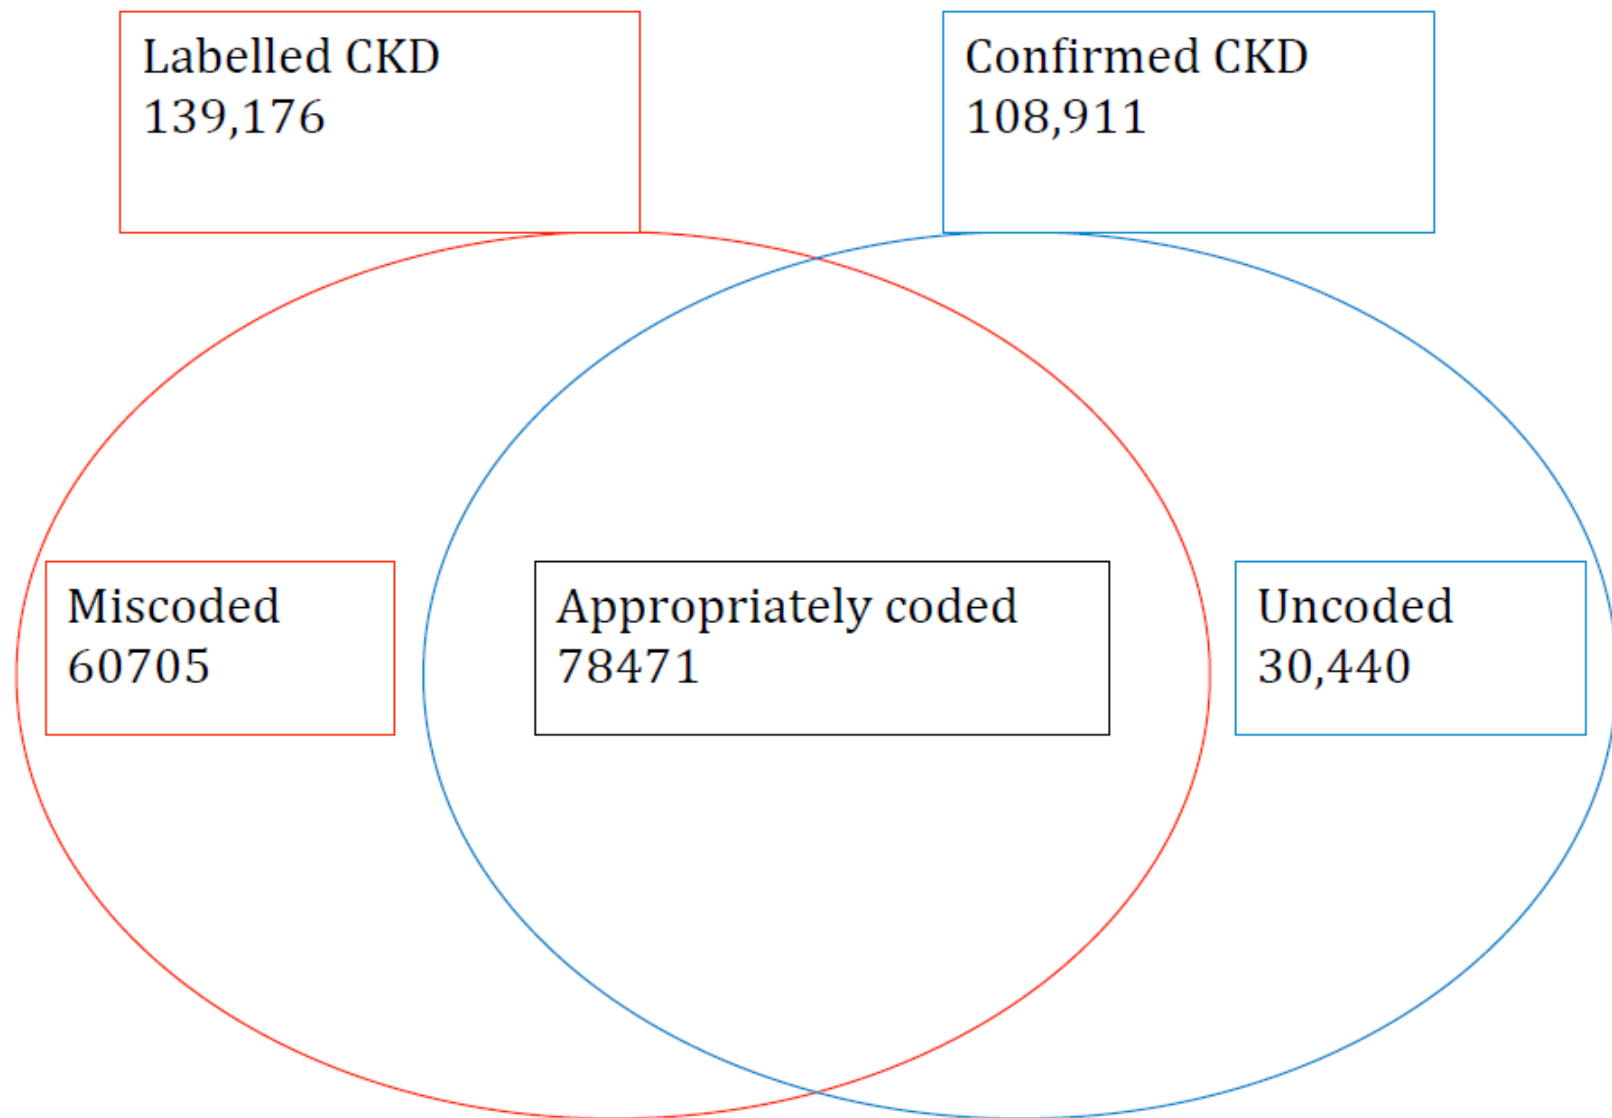 Labelled CKD
139,176
Confirmed CKD
108,911
Miscoded
60705
Appropriately coded
78471
Uncoded
30,440